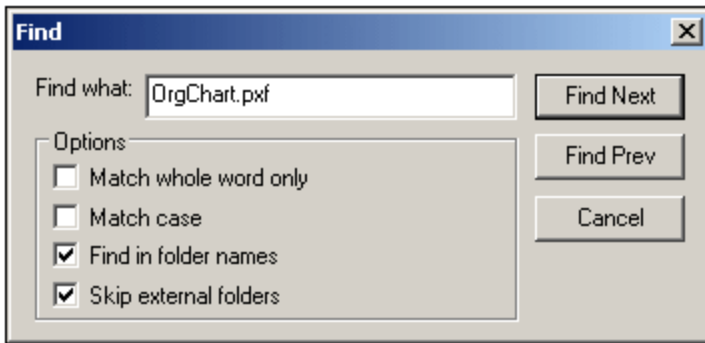 Find
Find what: OrgChart.pxf
Find Next
Options
Find Prev
Match whole word only
Match case
Cancel
Find in folder names
Skip external folders